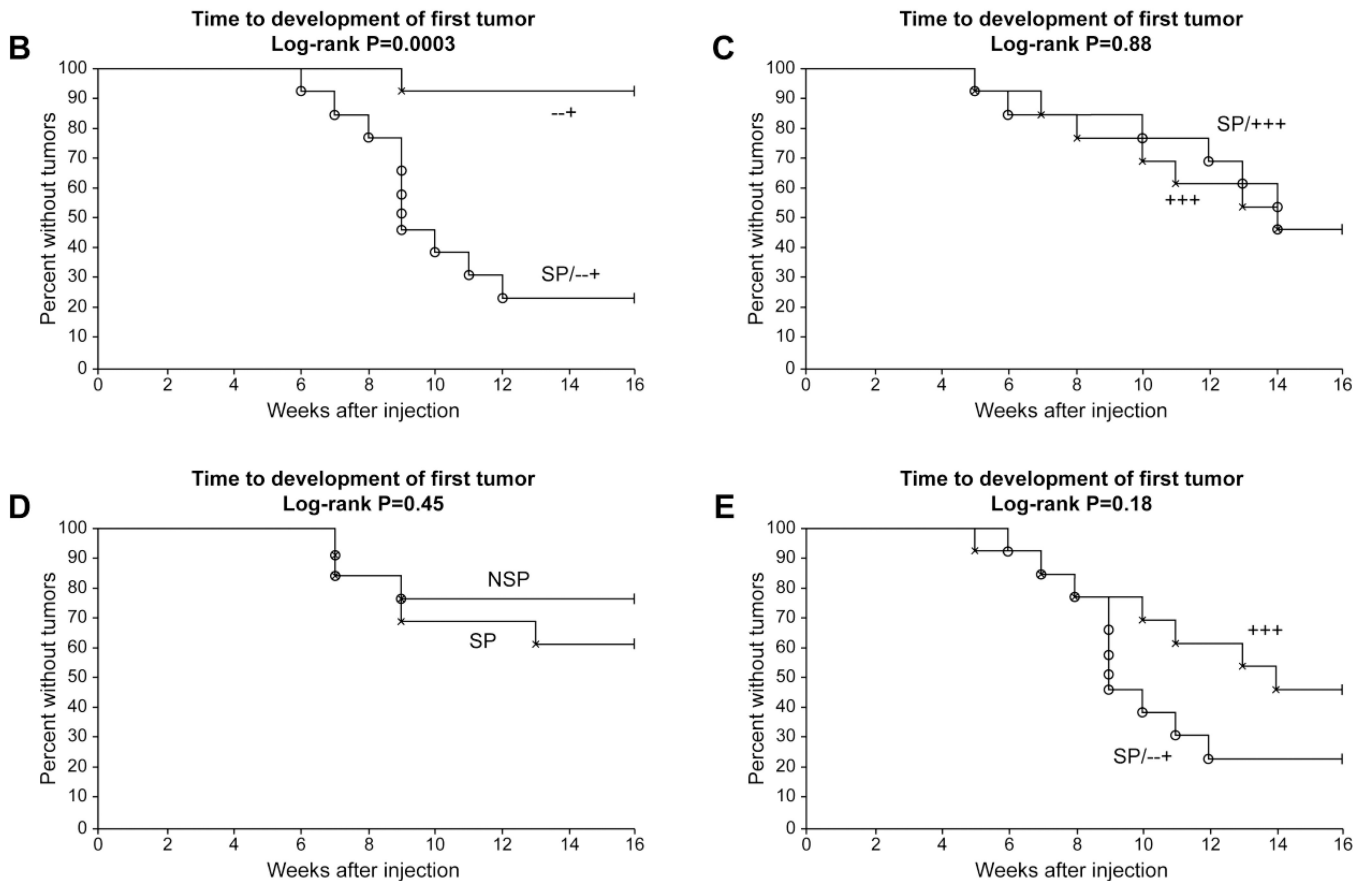 B
Time to development of first tumor
Log-rank P=0.0003
Percent without tumors
100
90
80
70
60
50
40
30
20
10
0
--+
SP/--+
0 2 4 6 8 10 12 14 16
Weeks after injection
C
Time to development of first tumor
Log-rank P=0.88
Percent without tumors
100
90
80
70
60
50
40
30
20
10
0
SP/+++
+++
0 2 4 6 8 10 12 14 16
Weeks after injection
D
Time to development of first tumor
Log-rank P=0.45
Percent without tumors
100
90
80
70
60
50
40
30
20
10
0
NSP
SP
0 2 4 6 8 10 12 14 16
Weeks after injection
E
Time to development of first tumor
Log-rank P=0.18
Percent without tumors
100
90
80
70
60
50
40
30
20
10
0
+++
SP/--+
0 2 4 6 8 10 12 14 16
Weeks after injection